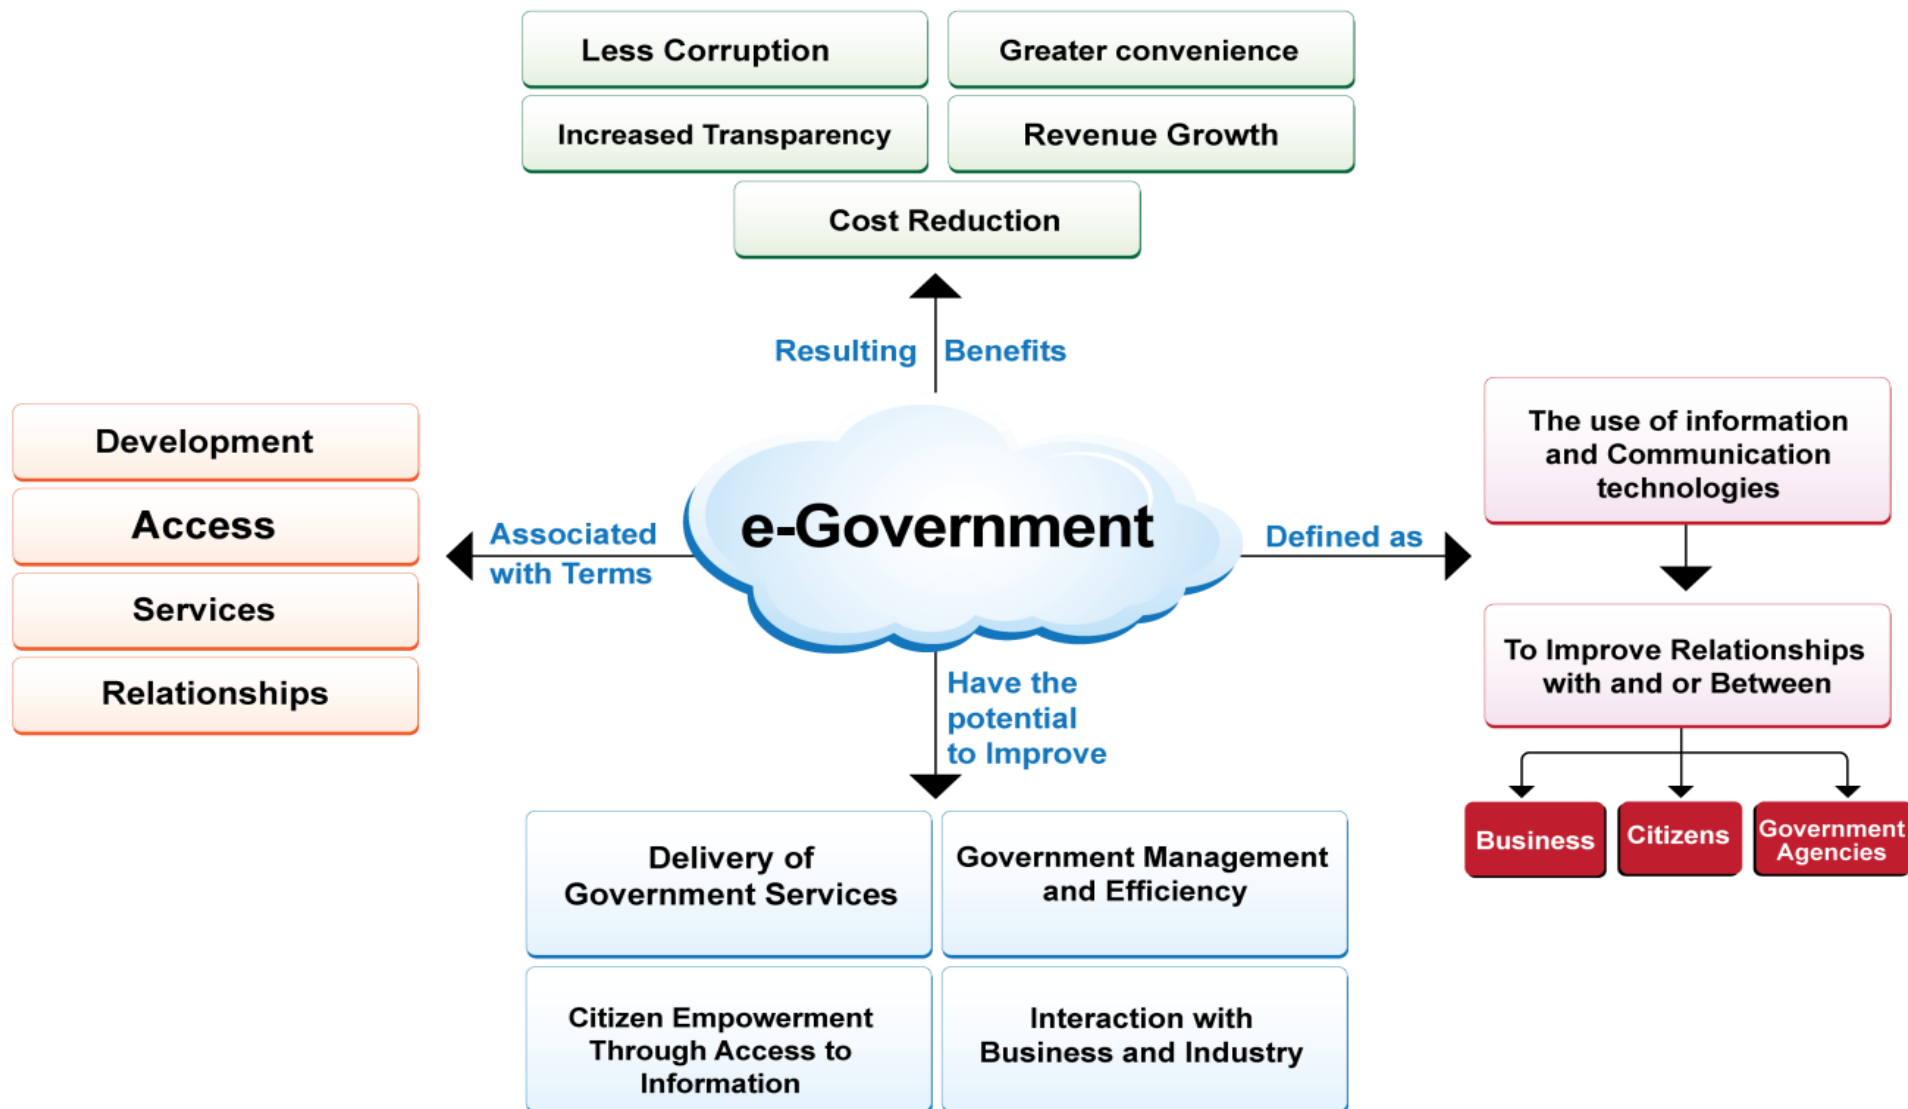 Less Corruption
Greater convenience
Increased Transparency
Revenue Growth
Cost Reduction
Resulting Benefits
Development
Access
Services
Relationships
Associated
with Terms
e-Government
Defined as
The use of information
and Communication
technologies
To Improve Relationships
with and or Between
Business
Citizens
Government
Agencies
Have the
potential
to Improve
Delivery of
Government Services
Government Management
and Efficiency
Citizen Empowerment
Through Access to
Information
Interaction with
Business and Industry